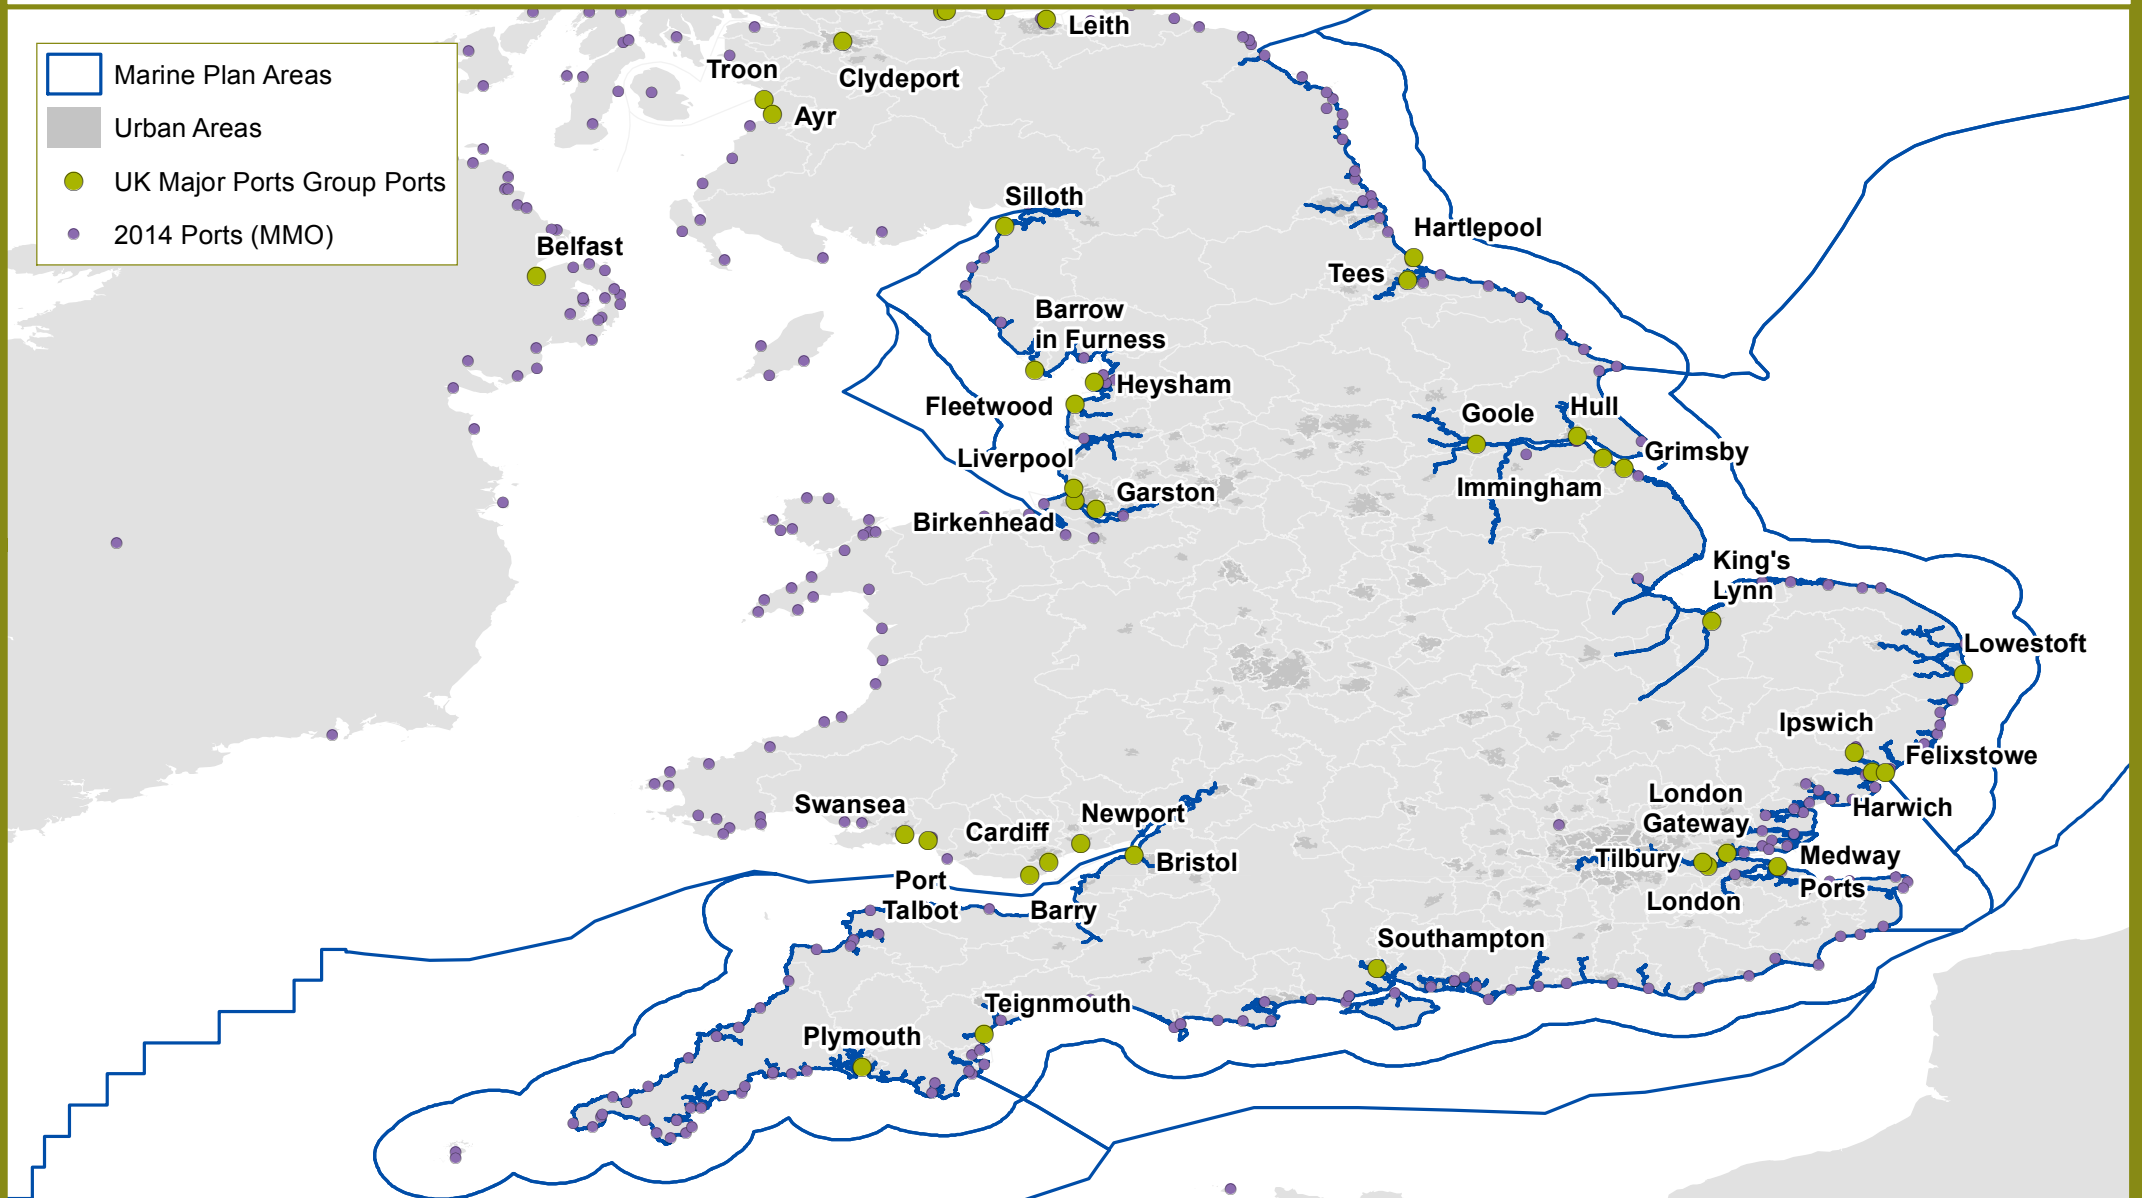 Leith
Marine Plan Areas
Troon
Clydeport
Ayr
Urban Areas
UK Major Ports Group Ports
Silloth
Hartlepool
2014 Ports (MMO)
Belfast
Tees
Barrow
in Furness
Heysham
Fleetwood
Goole
Hull
Liverpool
Grimsby
Garston
Immingham
Birkenhead
King's
Lynn
Lowestoft
Ipswich
Felixstowe
London
Gateway
Swansea
Newport
Harwich
Cardiff
Bristol
Tilbury
Medway
Ports
Port
Talbot
Barry
London
Southampton
Teignmouth
Plymouth